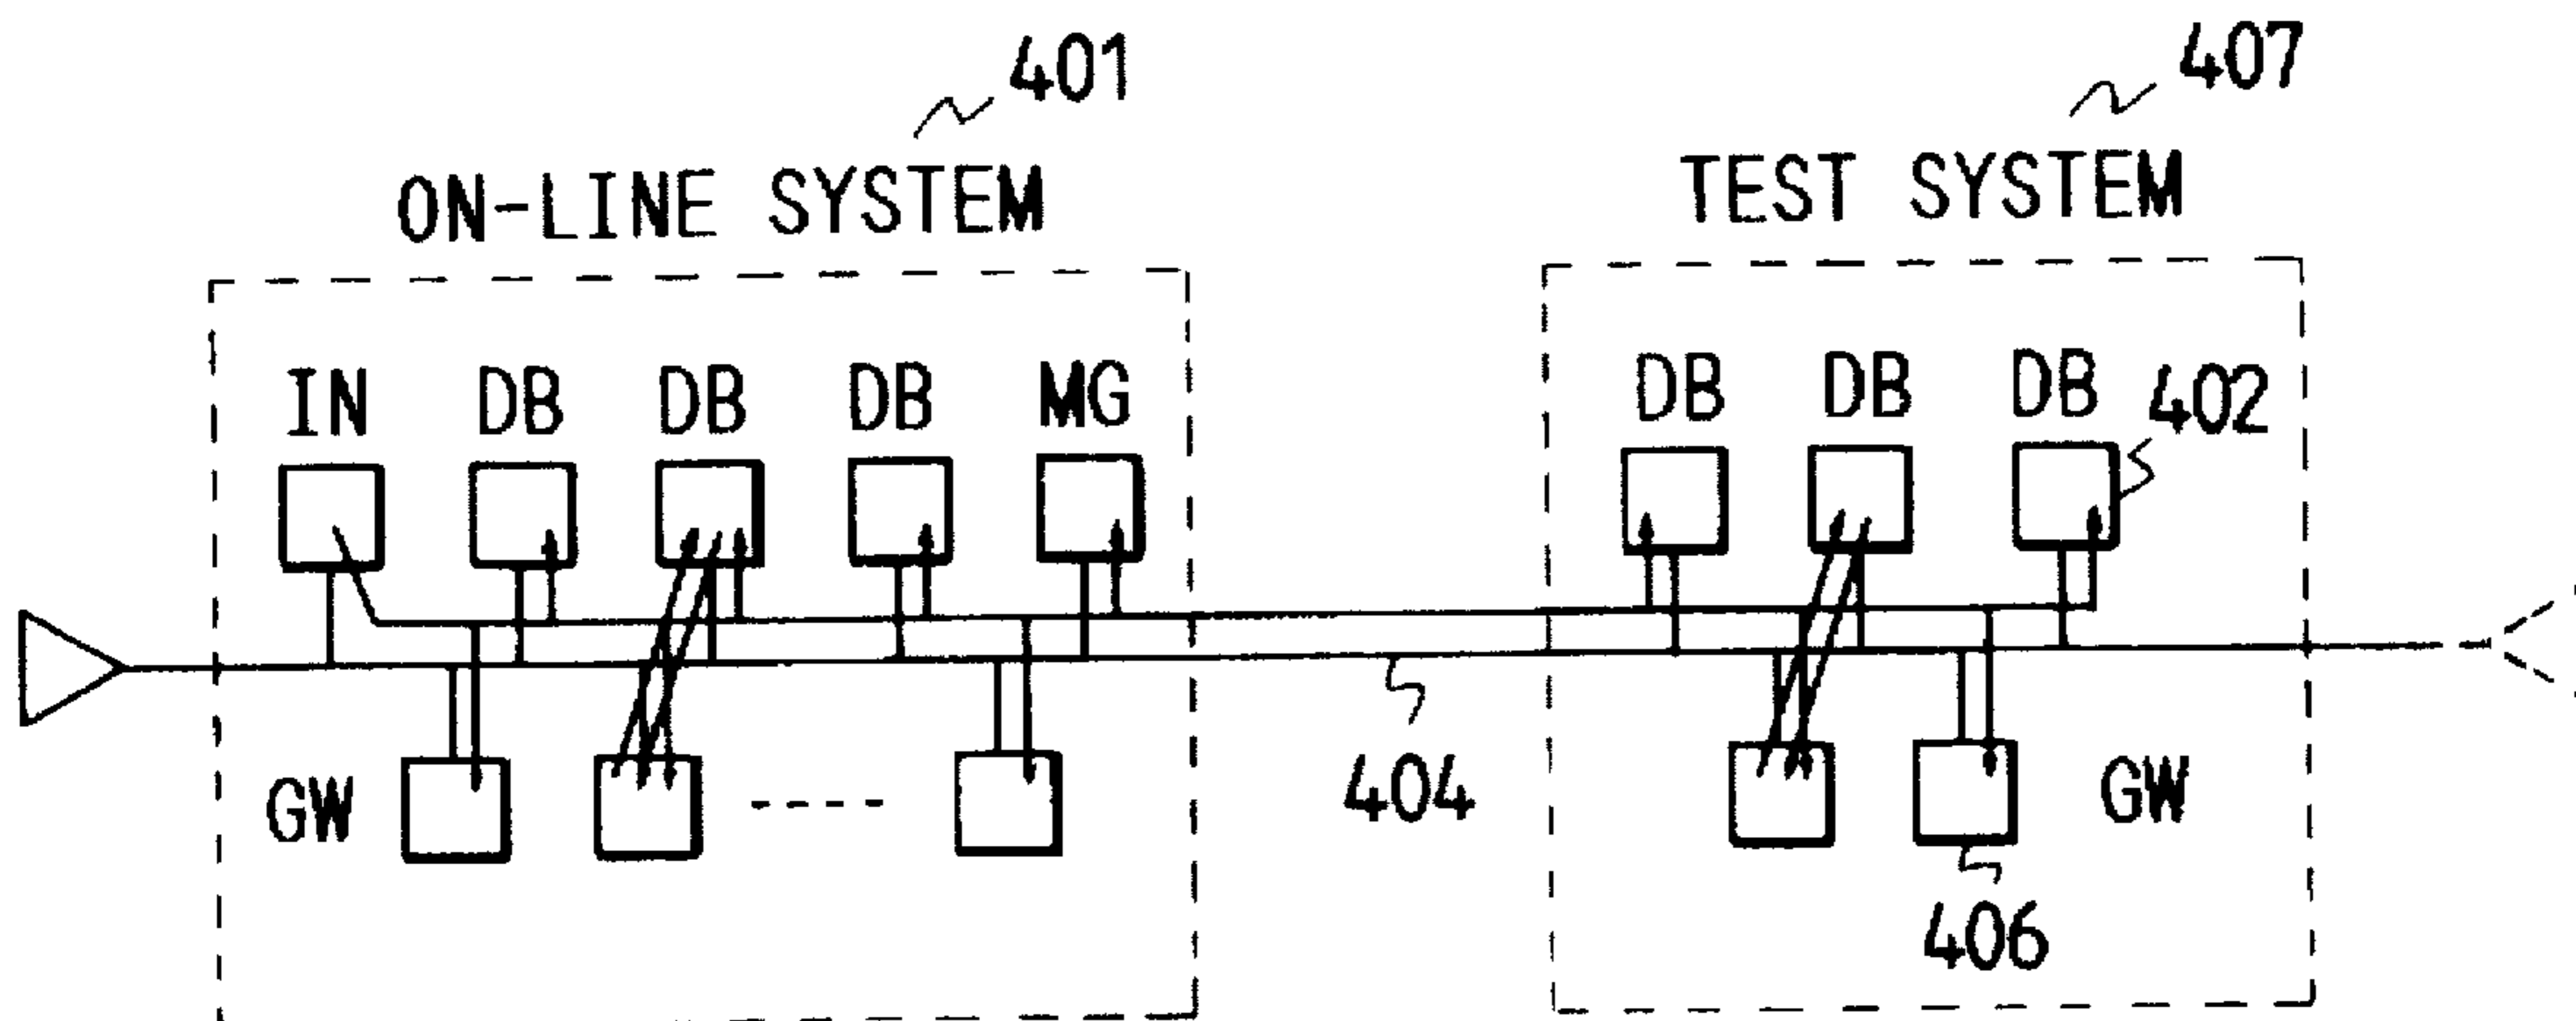 401
407
ON-LINE SYSTEM
TEST SYSTEM
IN DB DB DB MG
DB DB DB
402
GW
404
GW
406